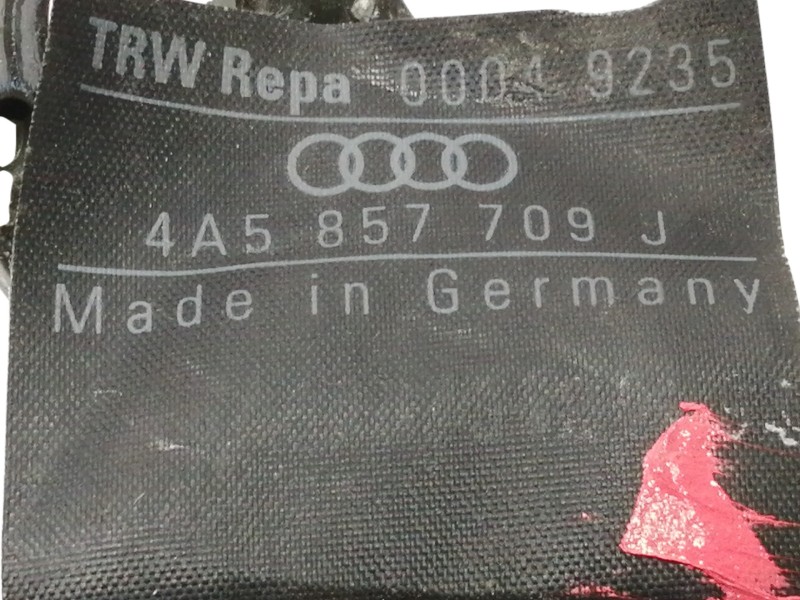 TRW Repa 0004 9235
4A5 857 709 J
Made in Germany